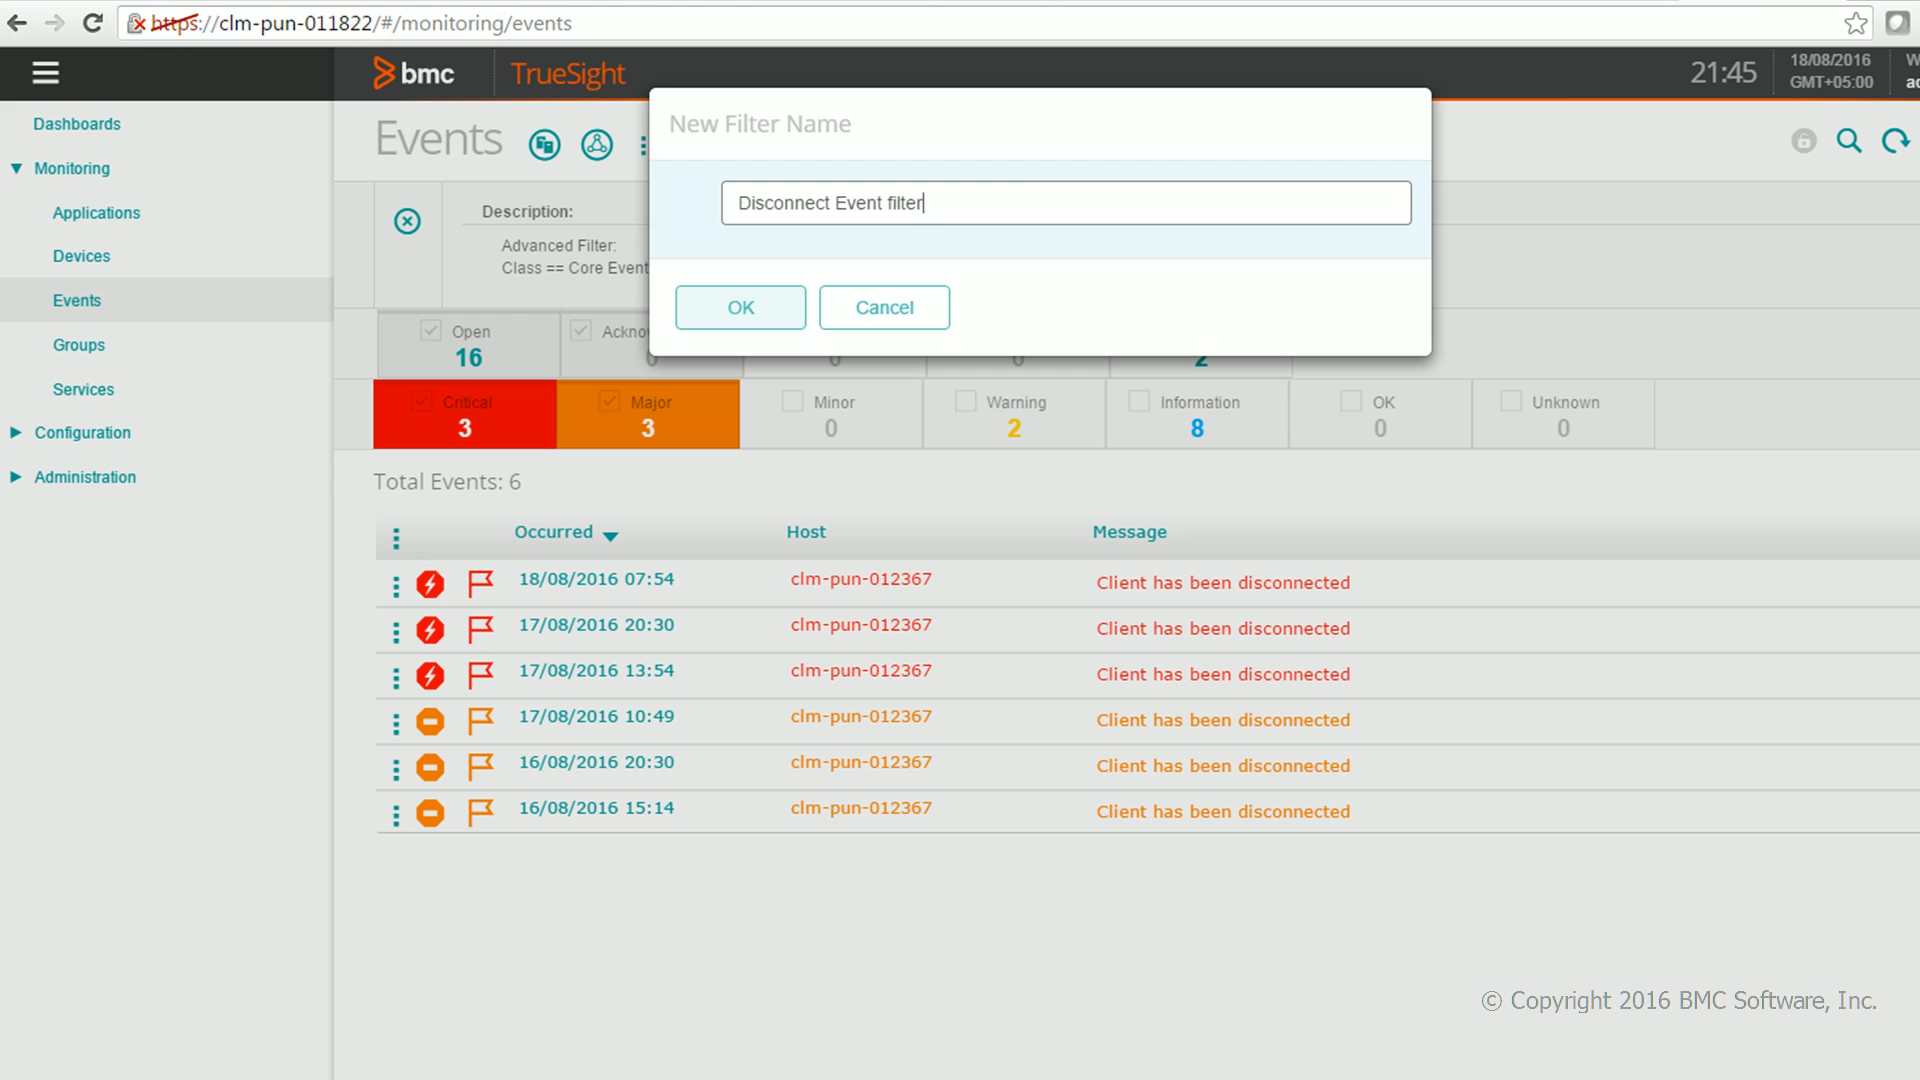 https://clm-pun-011822/#/monitoring/events
bmc TrueSight
21:45
18/08/2016
GMT+05:00
Dashboards
Monitoring
Applications
Devices
Events
Groups
Services
Configuration
Administration
Events
New Filter Name
Disconnect Event filter
OK Cancel
Description:
Advanced Filter:
Class == Core Event
Open
16
0
0
0
2
Critical
3
Major
3
Minor
0
Warning
2
Information
8
OK
0
Unknown
0
Total Events: 6
Occurred Host Message
18/08/2016 07:54 clm-pun-012367 Client has been disconnected
17/08/2016 20:30 clm-pun-012367 Client has been disconnected
17/08/2016 13:54 clm-pun-012367 Client has been disconnected
17/08/2016 10:49 clm-pun-012367 Client has been disconnected
16/08/2016 20:30 clm-pun-012367 Client has been disconnected
16/08/2016 15:14 clm-pun-012367 Client has been disconnected
© Copyright 2016 BMC Software, Inc.